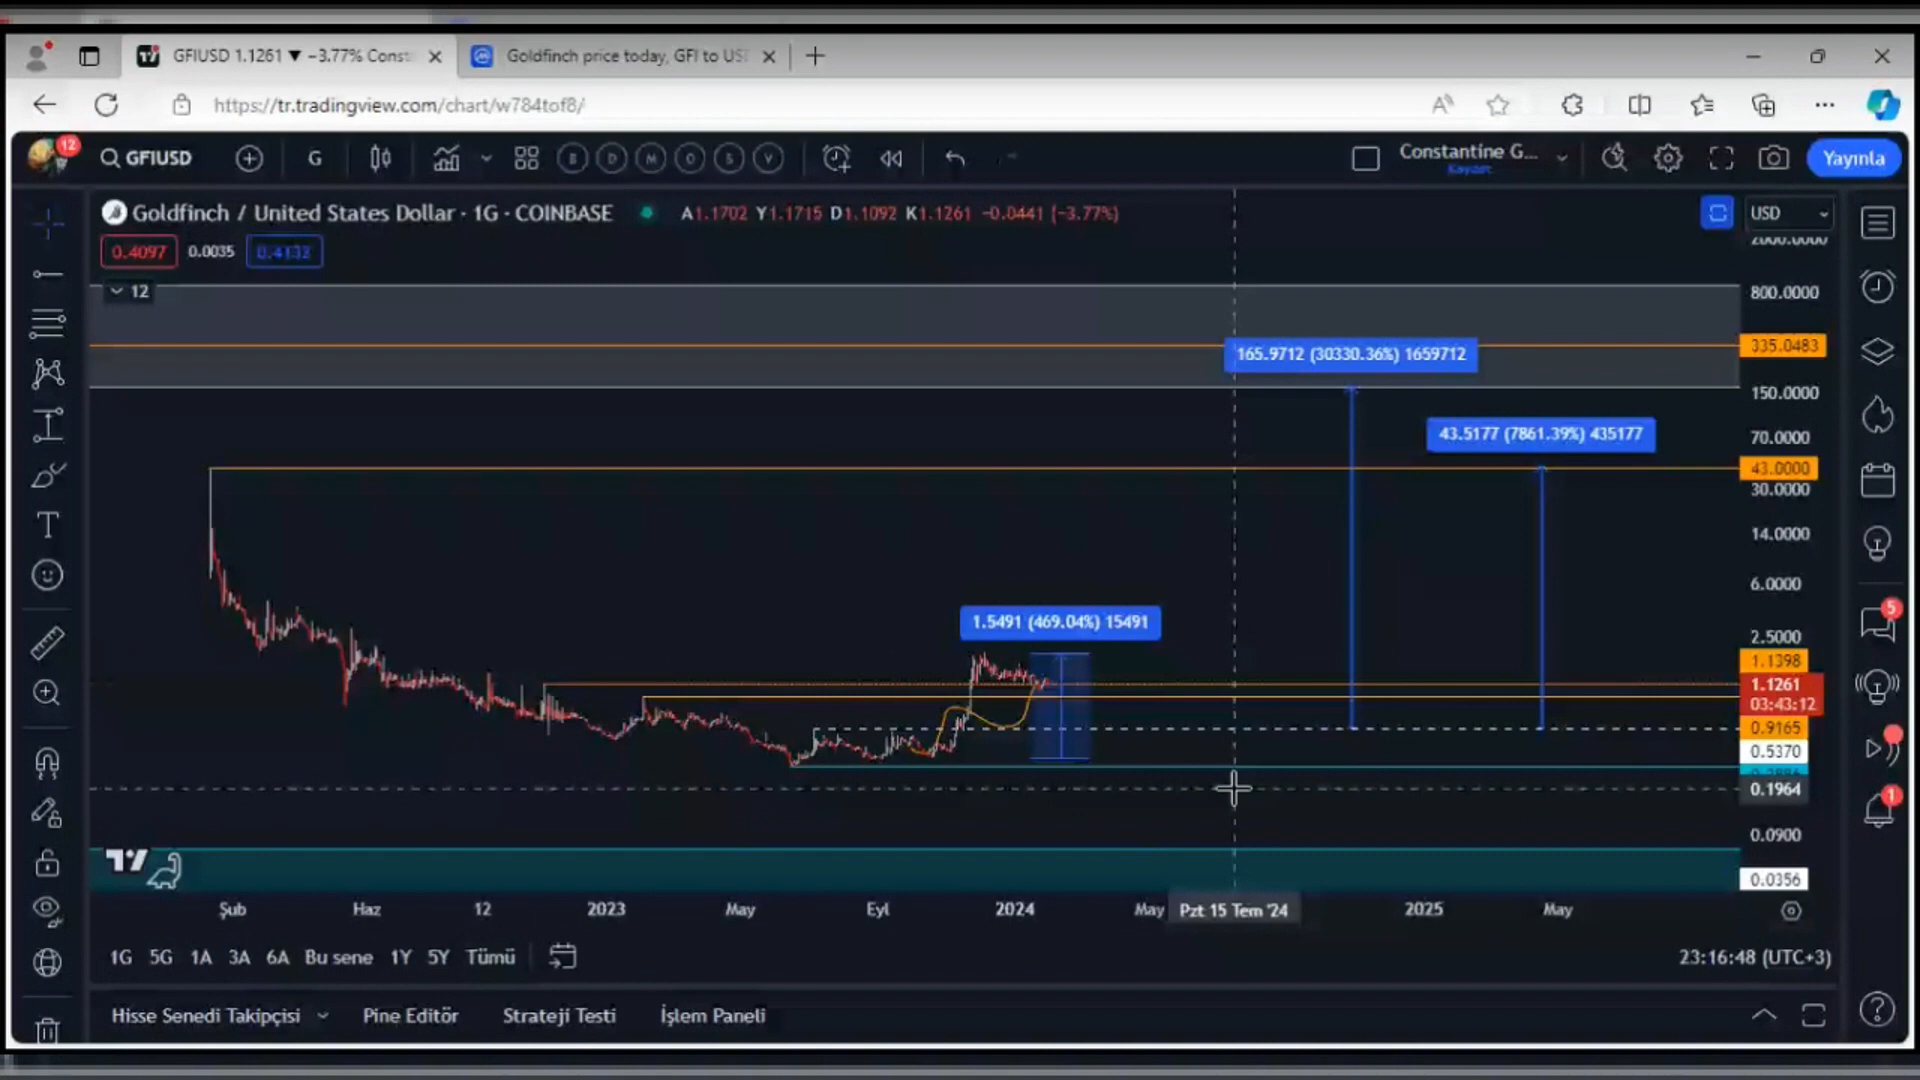 GFIUSD 1.1261 ▼ −3.77% Const
Goldfinch price today, GFI to US
https://tr.tradingview.com/chart/w784tof8/
12
GFIUSD
G
B D M O S V
Constantine G...
Kaydet
Yayınla
Goldfinch / United States Dollar · 1G · COINBASE
A1.1702 Y1.1715 D1.1092 K1.1261 −0.0441 (−3.77%)
USD
2000.0000
0.4097
0.0035
0.4132
12
800.0000
335.0483
165.9712 (30330.36%) 1659712
150.0000
43.5177 (7861.39%) 435177
70.0000
43.0000
30.0000
14.0000
6.0000
1.5491 (469.04%) 15491
2.5000
1.1398
1.1261
03:43:12
0.9165
0.5370
0.1964
0.0900
0.0356
5
1
Şub
Haz
12
2023
May
Eyl
2024
May
Pzt 15 Tem '24
2025
May
1G 5G 1A 3A 6A Bu sene 1Y 5Y Tümü
23:16:48 (UTC+3)
Hisse Senedi Takipçisi
Pine Editör
Strateji Testi
İşlem Paneli